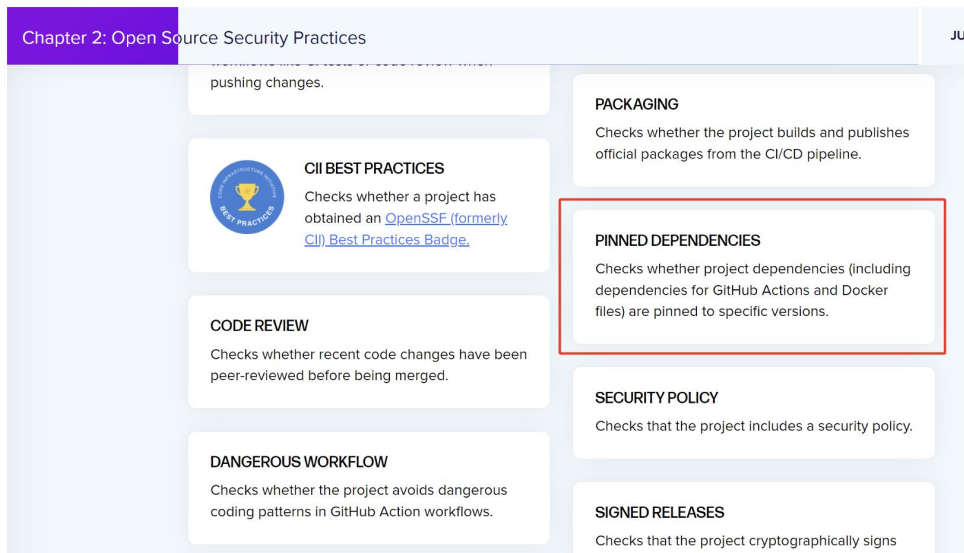 Chapter 2: Open Source Security Practices
JU
pushing changes.
CII BEST PRACTICES
Checks whether a project has
obtained an OpenSSF (formerly
CII) Best Practices Badge.
CORE INFRASTRUCTURE INITIATIVE
BEST PRACTICES
CODE REVIEW
Checks whether recent code changes have been
peer-reviewed before being merged.
DANGEROUS WORKFLOW
Checks whether the project avoids dangerous
coding patterns in GitHub Action workflows.
PACKAGING
Checks whether the project builds and publishes
official packages from the CI/CD pipeline.
PINNED DEPENDENCIES
Checks whether project dependencies (including
dependencies for GitHub Actions and Docker
files) are pinned to specific versions.
SECURITY POLICY
Checks that the project includes a security policy.
SIGNED RELEASES
Checks that the project cryptographically signs